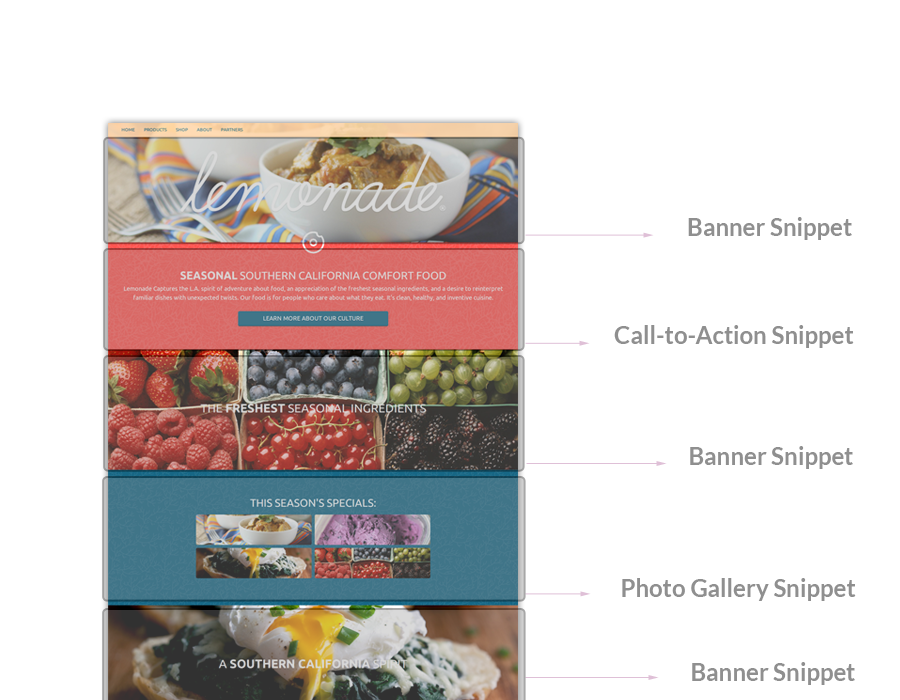 HOME PRODUCTS SHOP ABOUT PARTNERS
lemonade
Banner Snippet
SEASONAL SOUTHERN CALIFORNIA COMFORT FOOD
Lemonade Captures the L.A. spirit of adventure about food, an appreciation of the freshest seasonal ingredients, and a desire to reinterpret
familiar dishes with unexpected twists. Our food is for people who care about what they eat. It's clean, healthy, and inventive cuisine.
LEARN MORE ABOUT OUR CULTURE
Call-to-Action Snippet
THE FRESHEST SEASONAL INGREDIENTS
Banner Snippet
THIS SEASON'S SPECIALS:
Photo Gallery Snippet
A SOUTHERN CALIFORNIA SPIRIT
Banner Snippet